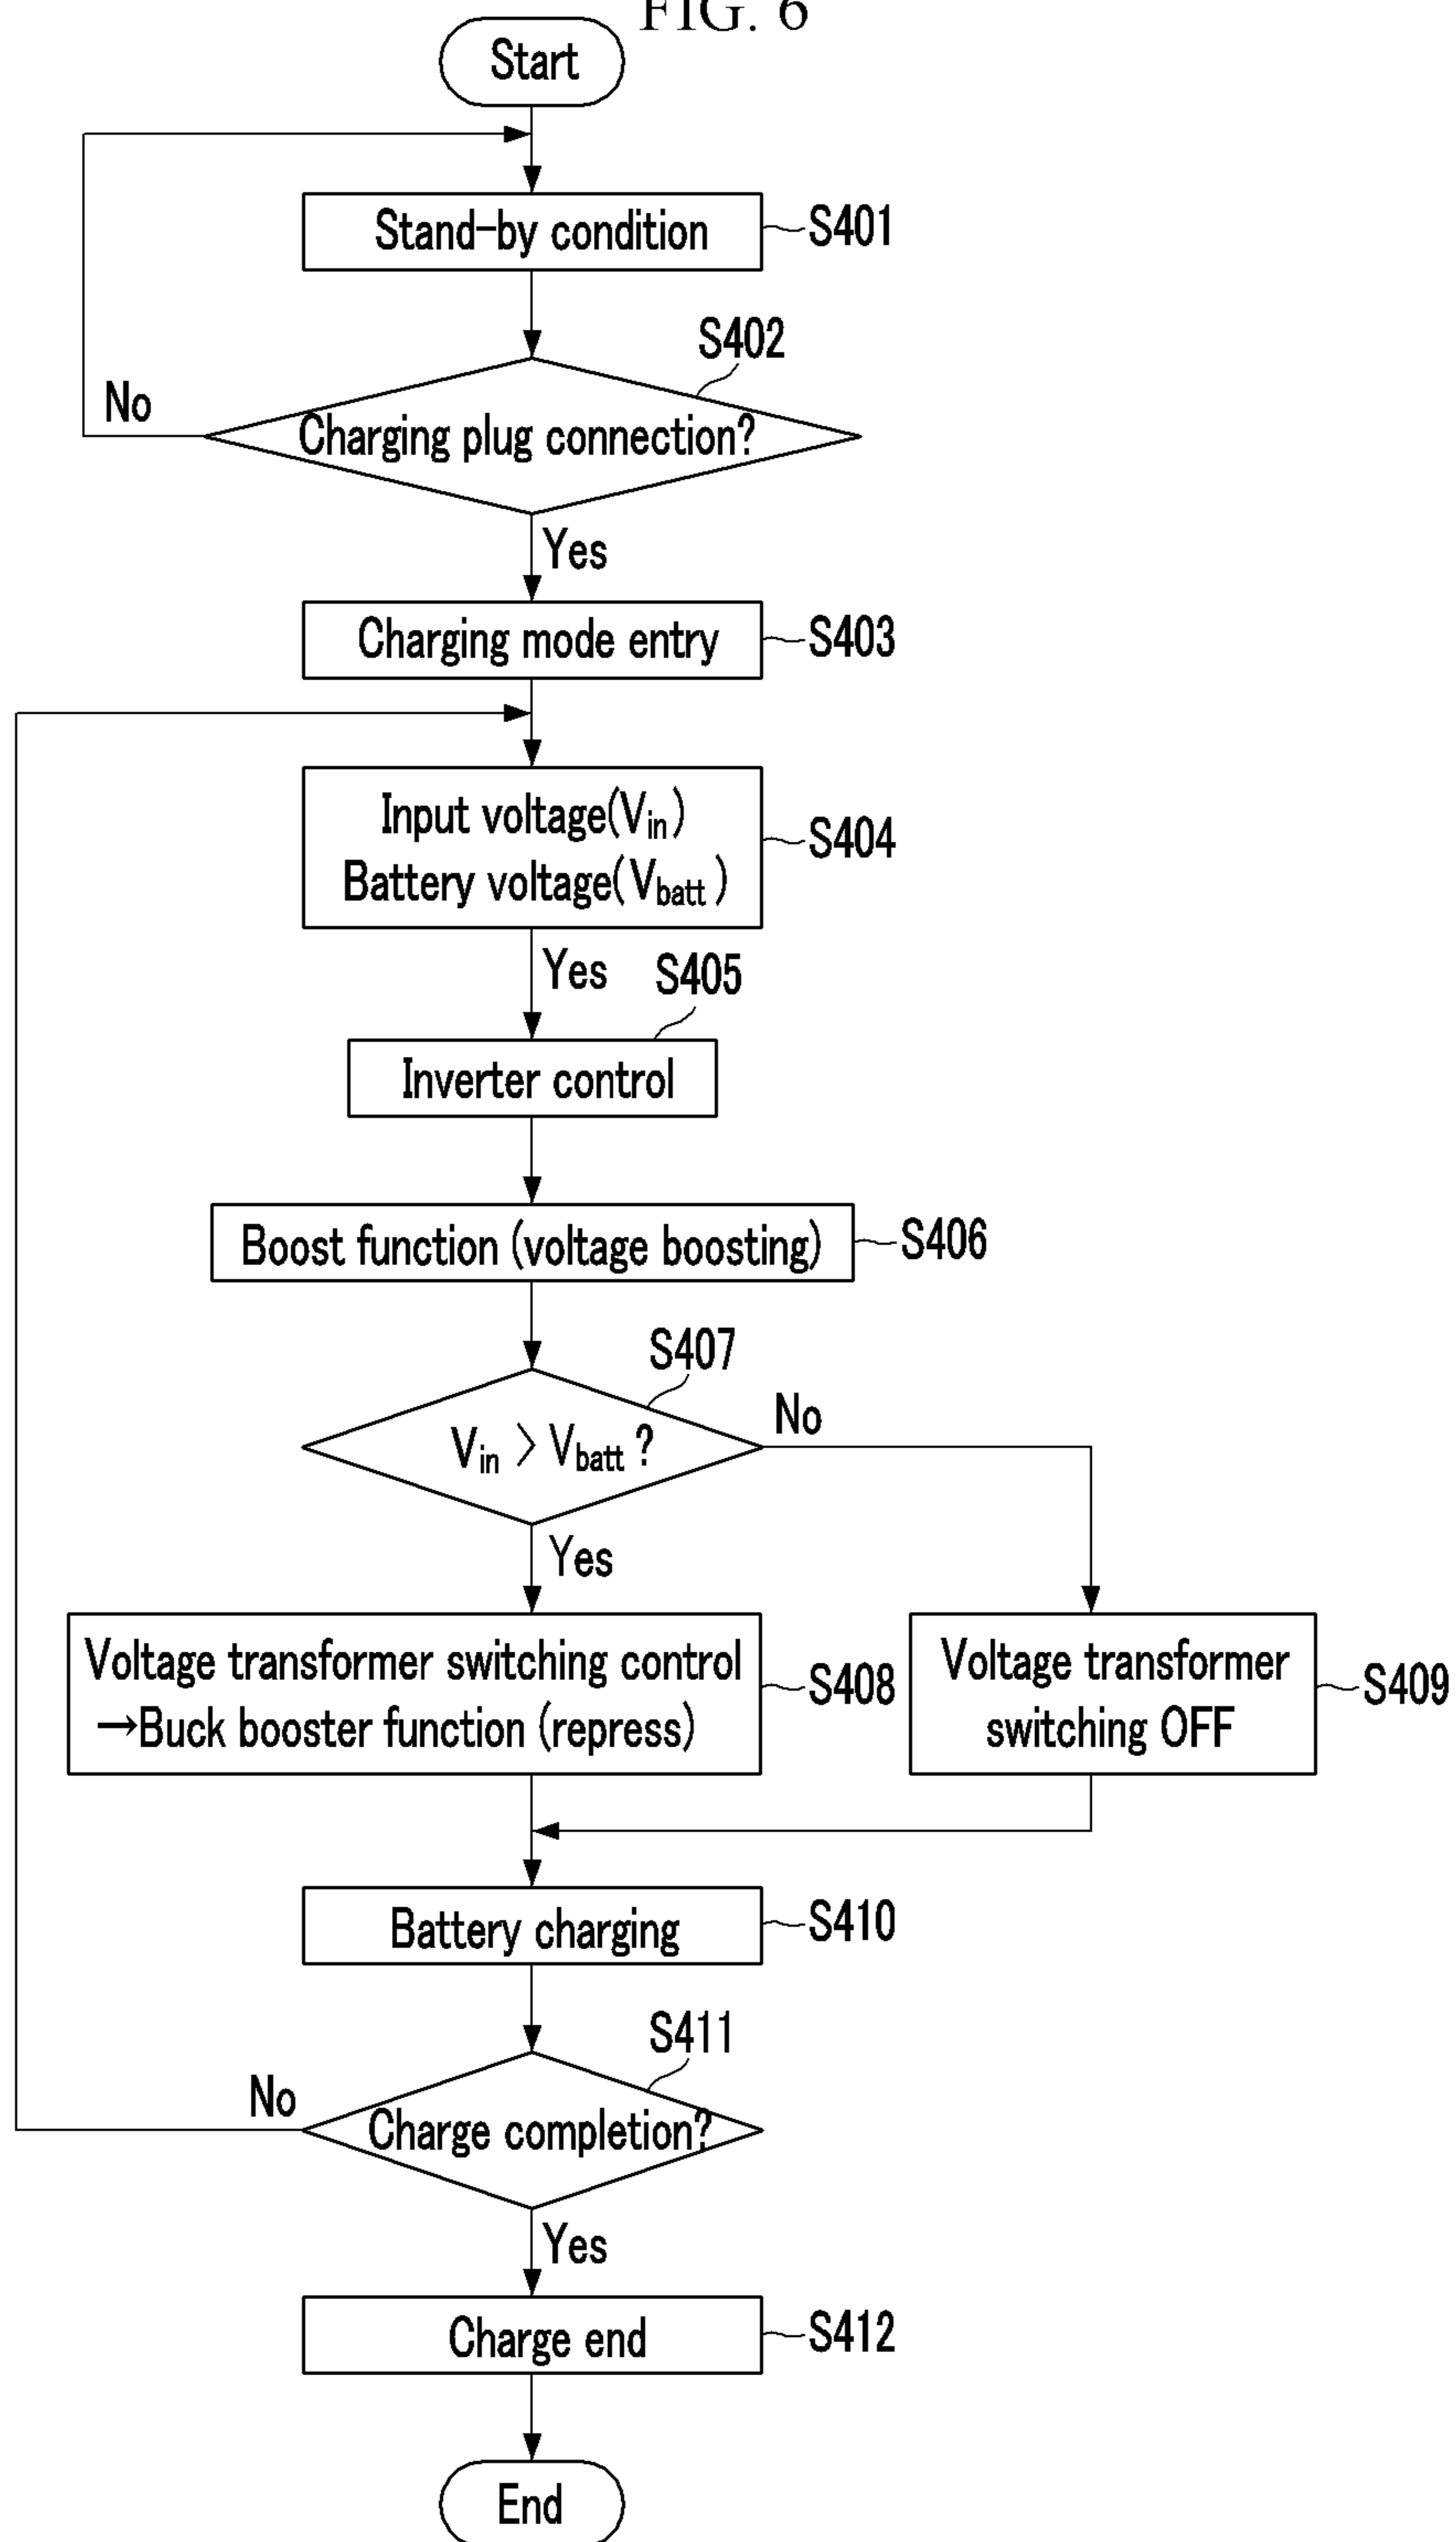 FIG. 6
Start
Stand-by condition
S401
S402
No
Charging plug connection?
Yes
Charging mode entry
S403
Input voltage(Vin)
Battery voltage(Vbatt)
S404
Yes
S405
Inverter control
Boost function (voltage boosting)
S406
S407
No
Vin > Vbatt ?
Yes
Voltage transformer switching control
→Buck booster function (repress)
S408
Voltage transformer
switching OFF
S409
Battery charging
S410
S411
No
Charge completion?
Yes
Charge end
S412
End